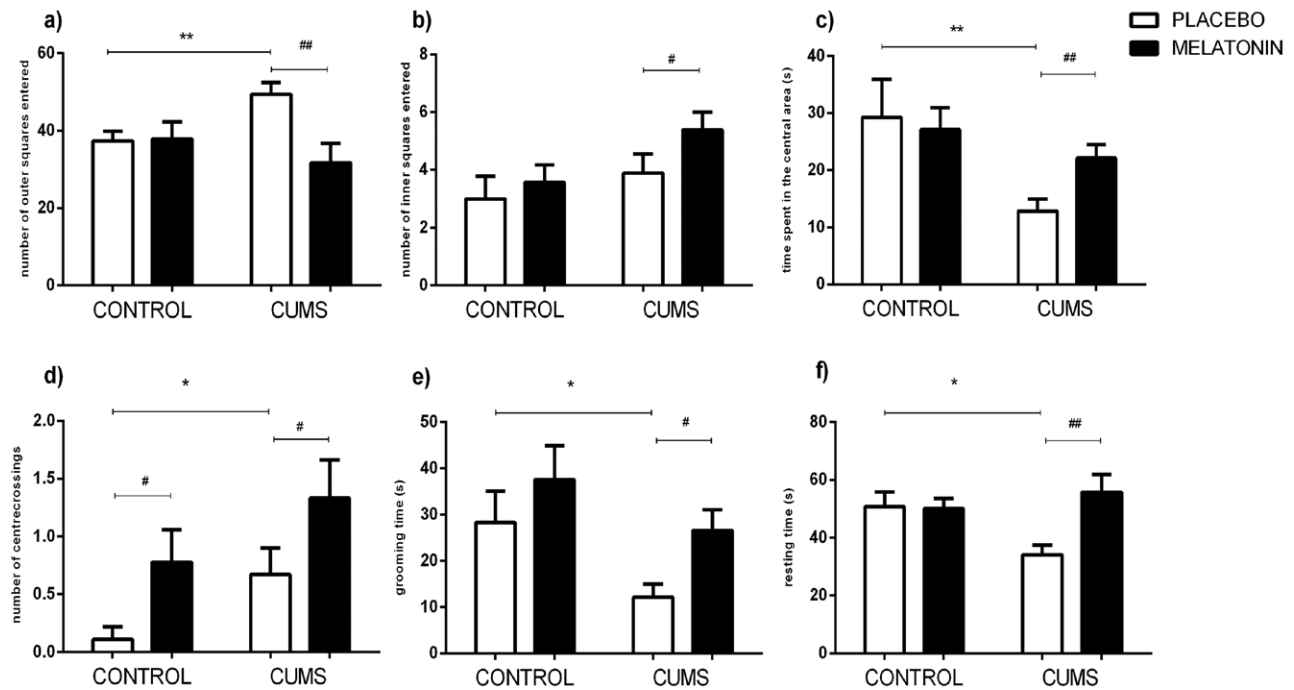 PLACEBO
MELATONIN
a)
**
##
60
40
20
0
number of outer squares entered
CONTROL
CUMS
b)
#
8
6
4
2
0
number of inner squares entered
CONTROL
CUMS
c)
**
##
40
30
20
10
0
time spent in the central area (s)
CONTROL
CUMS
d)
*
#
#
2.0
1.5
1.0
0.5
0.0
number of centrecrossings
CONTROL
CUMS
e)
*
#
50
40
30
20
10
0
grooming time (s)
CONTROL
CUMS
f)
*
##
80
60
40
20
0
resting time (s)
CONTROL
CUMS